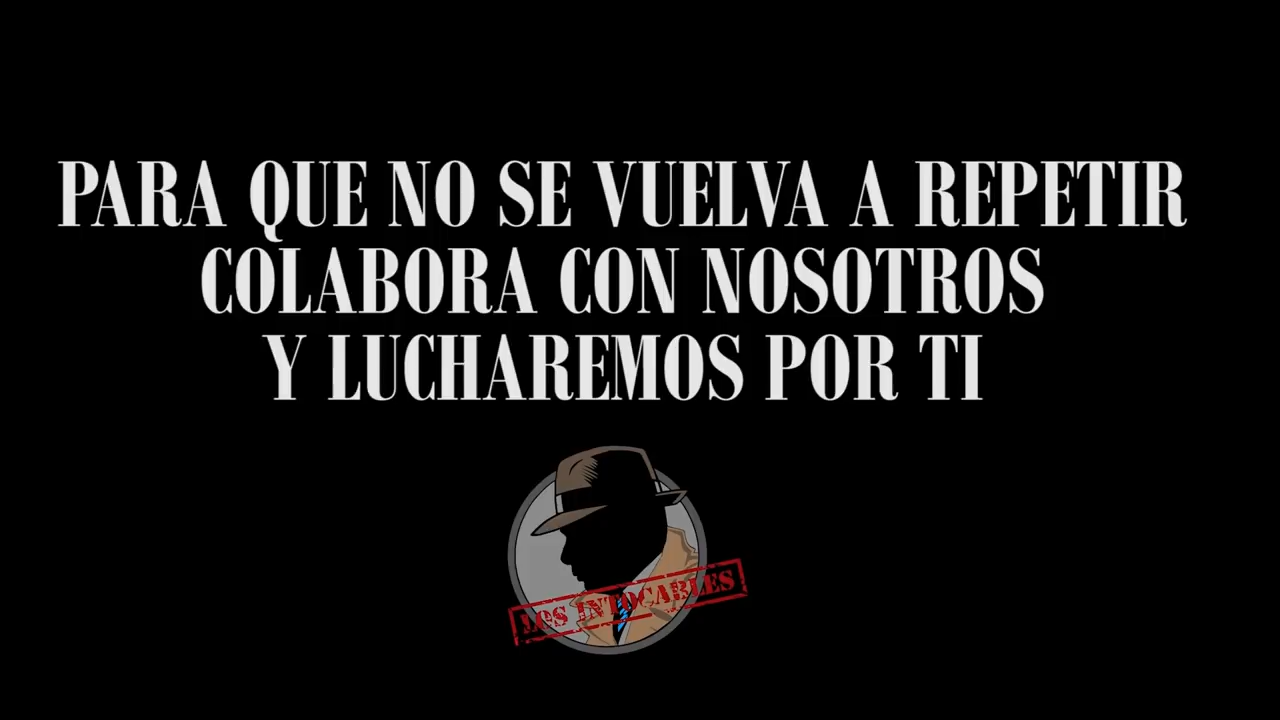 PARA QUE NO SE VUELVA A REPETIR
COLABORA CON NOSOTROS
Y LUCHAREMOS POR TI
LOS INTOCABLES